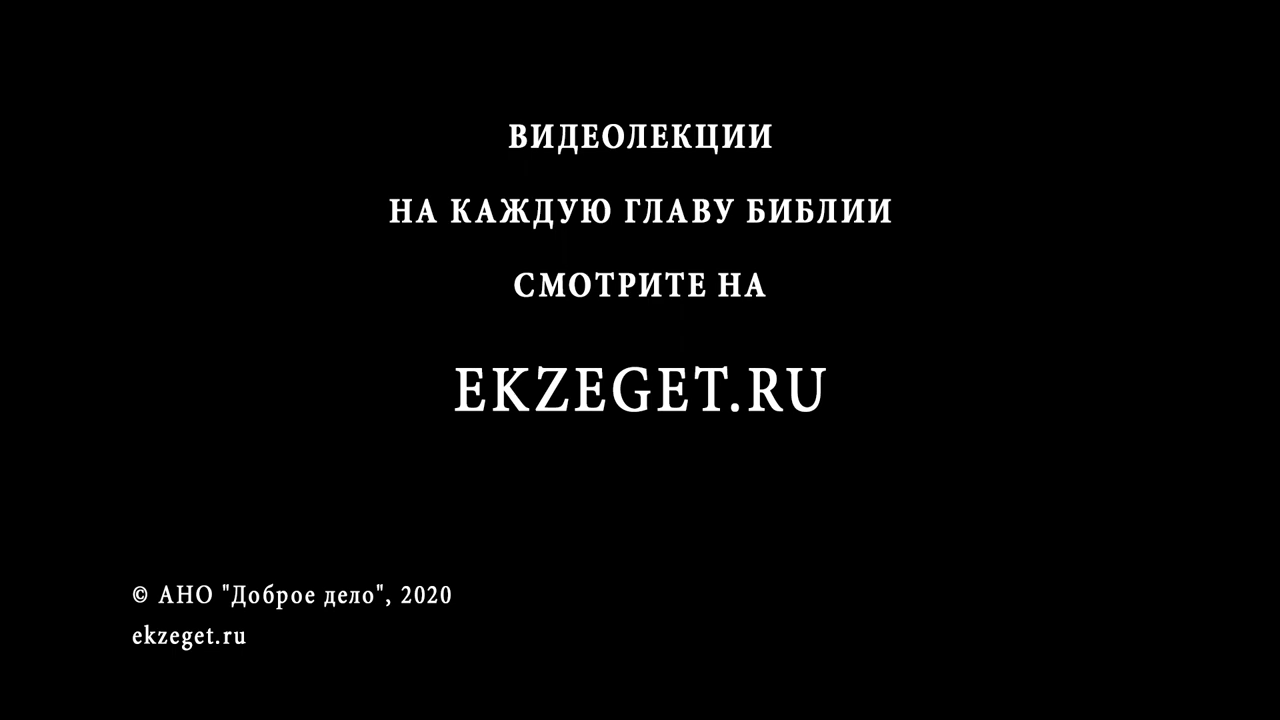 ВИДЕОЛЕКЦИИ
НА КАЖДУЮ ГЛАВУ БИБЛИИ
СМОТРИТЕ НА
EKZEGET.RU
© АНО "Доброе дело", 2020
ekzeget.ru